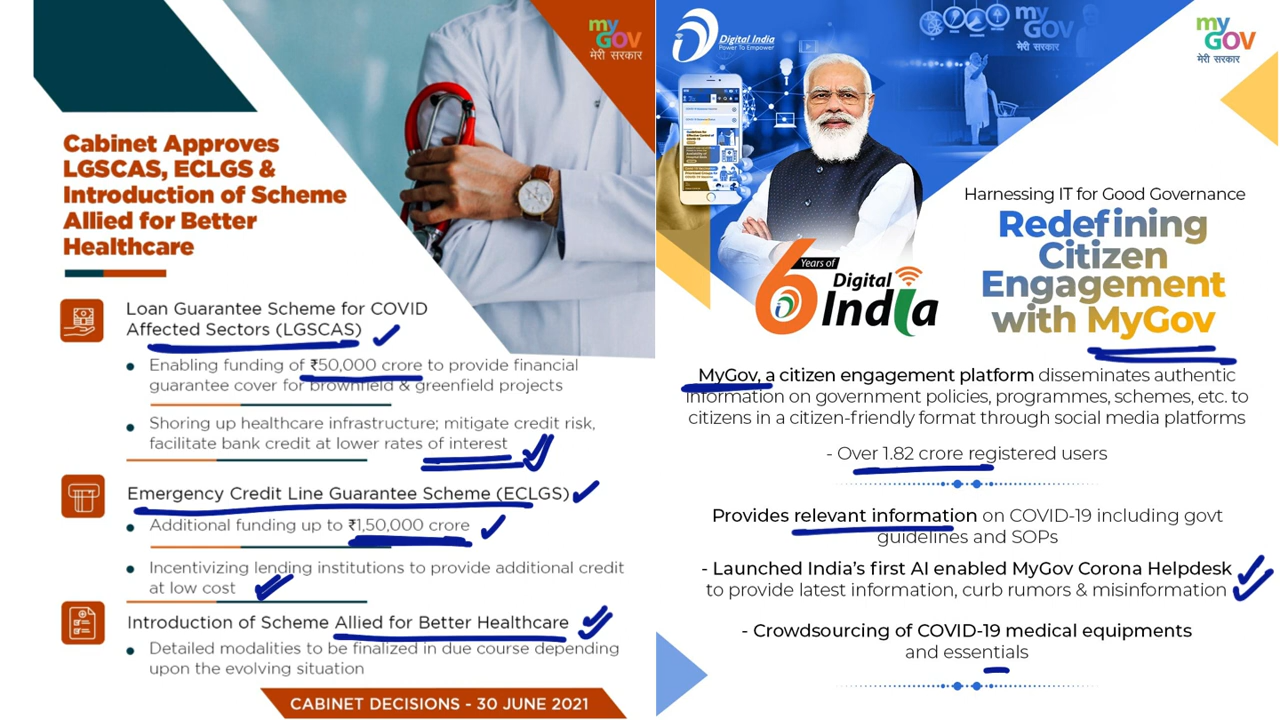 my
GOV
मेरी सरकार
Cabinet Approves
LGSCAS, ECLGS &
Introduction of Scheme
Allied for Better
Healthcare
Loan Guarantee Scheme for COVID
Affected Sectors (LGSCAS)
Enabling funding of ₹50,000 crore to provide financial
guarantee cover for brownfield & greenfield projects
Shoring up healthcare infrastructure; mitigate credit risk,
facilitate bank credit at lower rates of interest
Emergency Credit Line Guarantee Scheme (ECLGS)
Additional funding up to ₹1,50,000 crore
Incentivizing lending institutions to provide additional credit
at low cost
Introduction of Scheme Allied for Better Healthcare
Detailed modalities to be finalized in due course depending
upon the evolving situation
CABINET DECISIONS - 30 JUNE 2021
Digital India
Power To Empower
my
GOV
मेरी सरकार
my
GOV
मेरी सरकार
6 Years of
Digital
India
Harnessing IT for Good Governance
Redefining
Citizen
Engagement
with MyGov
MyGov, a citizen engagement platform disseminates authentic
information on government policies, programmes, schemes, etc. to
citizens in a citizen-friendly format through social media platforms
- Over 1.82 crore registered users
Provides relevant information on COVID-19 including govt
guidelines and SOPs
- Launched India's first AI enabled MyGov Corona Helpdesk
to provide latest information, curb rumors & misinformation
- Crowdsourcing of COVID-19 medical equipments
and essentials